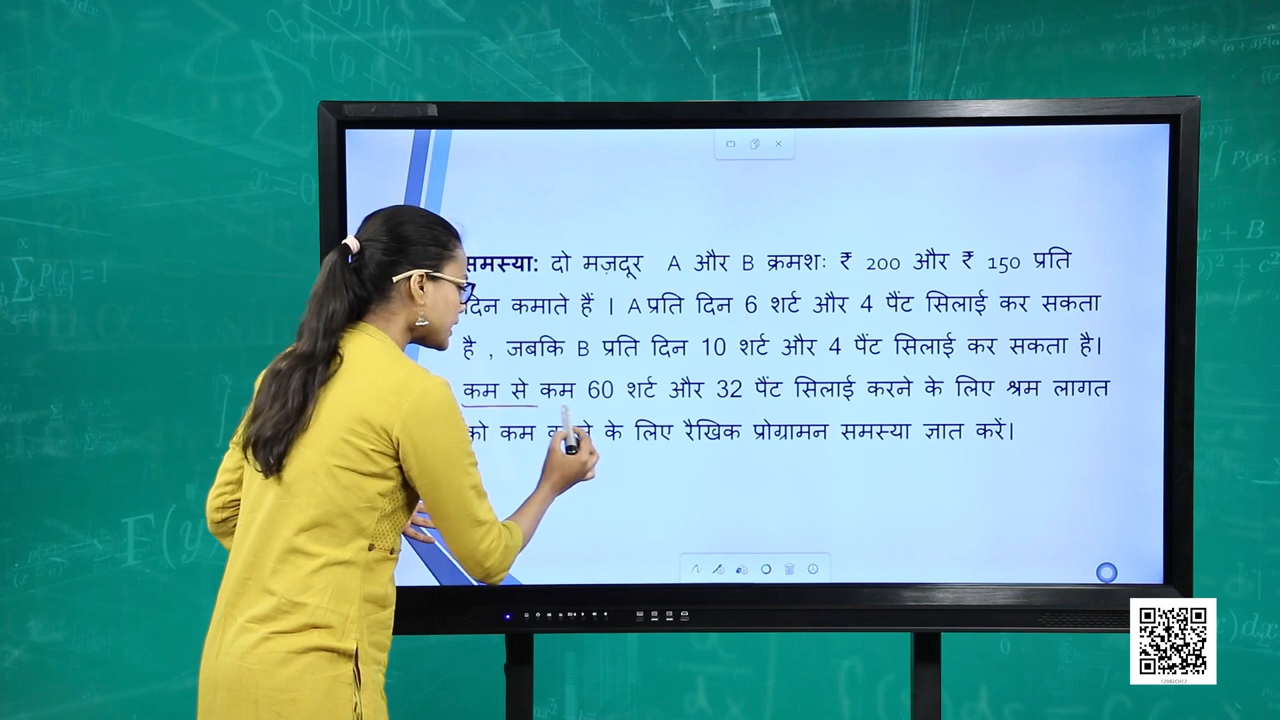 समस्या: दो मज़दूर A और B क्रमशः ₹ 200 और ₹ 150 प्रति
दिन कमाते हैं । A प्रति दिन 6 शर्ट और 4 पैंट सिलाई कर सकता
है , जबकि B प्रति दिन 10 शर्ट और 4 पैंट सिलाई कर सकता है।
कम से कम 60 शर्ट और 32 पैंट सिलाई करने के लिए श्रम लागत
को कम के लिए रैखिक प्रोग्रामन समस्या ज्ञात करें।
12082CH12